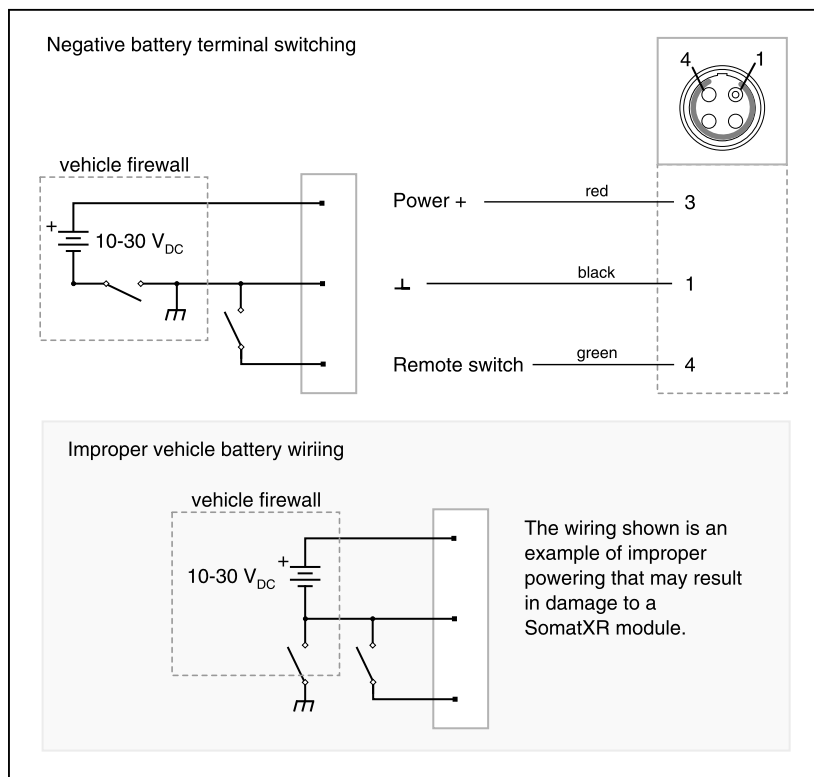 Negative battery terminal switching
4
1
vehicle firewall
+
10-30 VDC
Power +
red
3
black
1
Remote switch
green
4
Improper vehicle battery wiriing
vehicle firewall
+
10-30 VDC
The wiring shown is an
example of improper
powering that may result
in damage to a
SomatXR module.